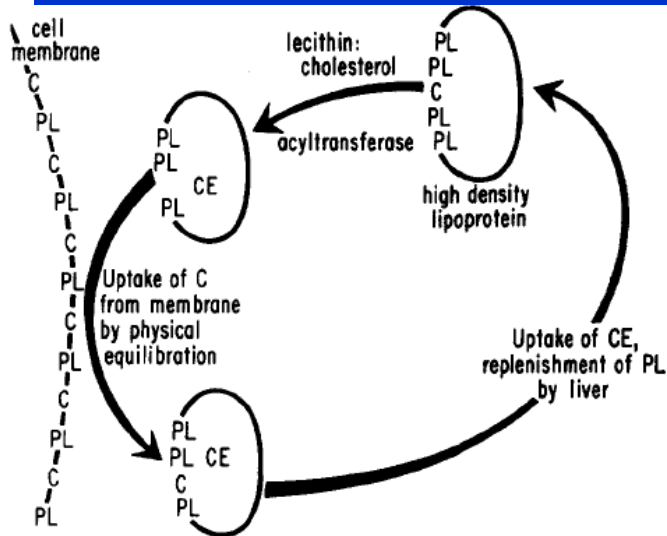 cell
membrane
C
PL
C
PL
C
PL
C
PL
C
PL
C
PL
lecithin:
cholesterol
acyltransferase
PL
PL
C
PL
PL
high density
lipoprotein
PL
PL
CE
PL
Uptake of C
from membrane
by physical
equilibration
Uptake of CE,
replenishment of PL
by liver
PL
PL CE
C
PL